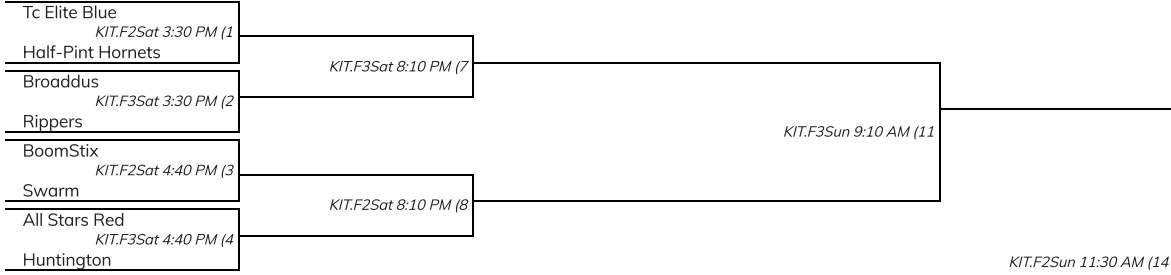 Tc Elite Blue
KIT.F2Sat 3:30 PM (1
Half-Pint Hornets
KIT.F3Sat 8:10 PM (7
Broaddus
KIT.F3Sat 3:30 PM (2
Rippers
KIT.F3Sun 9:10 AM (11
BoomStix
KIT.F2Sat 4:40 PM (3
Swarm
KIT.F2Sat 8:10 PM (8
All Stars Red
KIT.F3Sat 4:40 PM (4
Huntington
KIT.F2Sun 11:30 AM (14